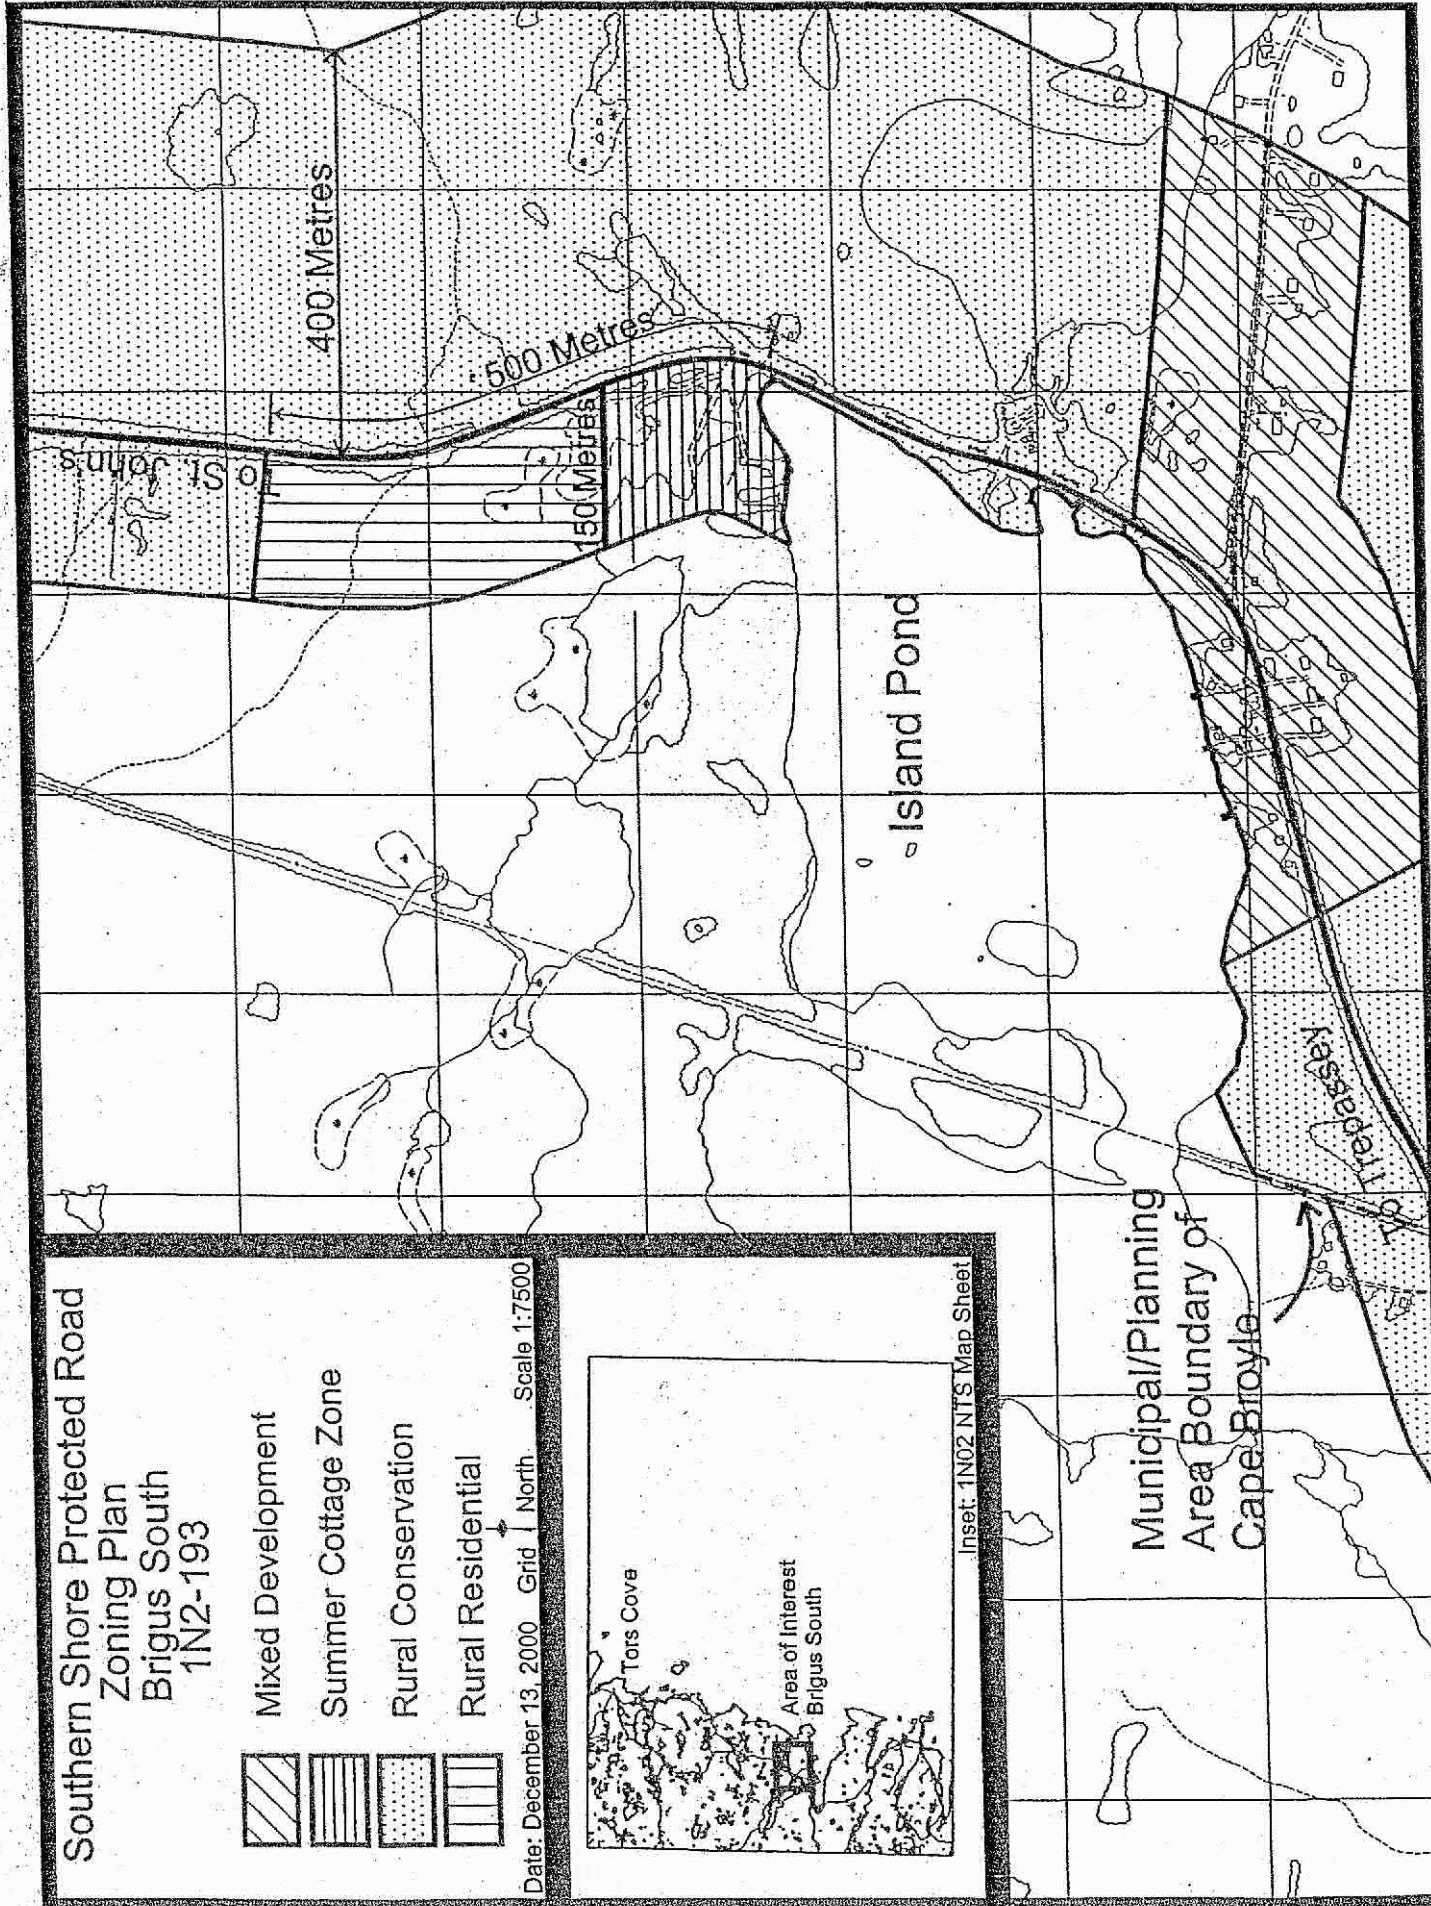 Southern Shore Protected Road
Zoning Plan
Brigus South
1N2-193
Mixed Development
Summer Cottage Zone
Rural Conservation
Rural Residential
Date: December 13, 2000 Grid North Scale 1:7500
Tors Cove
Area of Interest
Brigus South
Inset: 1N02 NTS Map Sheet
Municipal/Planning
Area Boundary of
Cape Broyle
To Trepassey
Island Pond
To St. John's
150 Metres
500 Metres
400 Metres